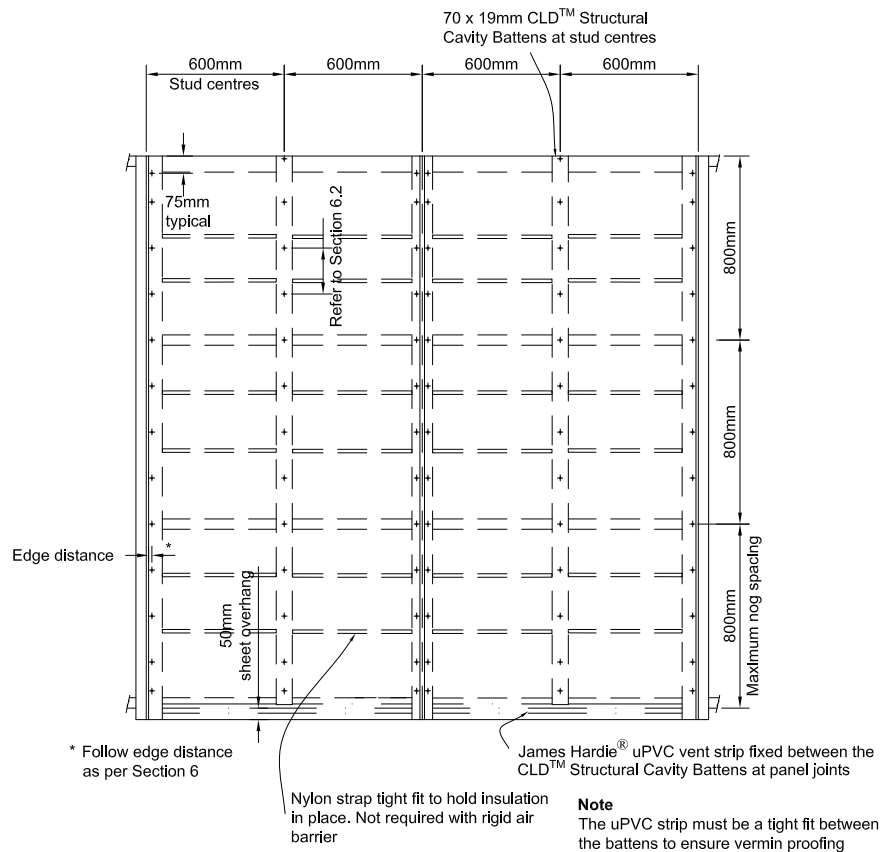 70 x 19mm CLD™ Structural
Cavity Battens at stud centres
600mm
600mm
600mm
600mm
Stud centres
75mm
typical
Refer to Section 6.2
800mm
800mm
800mm
Maximum nog spacing
Edge distance
*
50mm
sheet overhang
* Follow edge distance
as per Section 6
Nylon strap tight fit to hold insulation
in place. Not required with rigid air
barrier
James Hardie® uPVC vent strip fixed between the
CLD™ Structural Cavity Battens at panel joints
Note
The uPVC strip must be a tight fit between
the battens to ensure vermin proofing